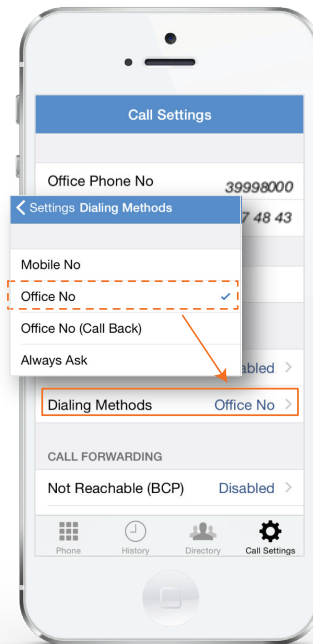 Call Settings
Office Phone No 39998000
7 48 43
Settings Dialing Methods
Mobile No
Office No
Office No (Call Back)
Always Ask
abled
Dialing Methods Office No
CALL FORWARDING
Not Reachable (BCP) Disabled
Phone History Directory Call Settings